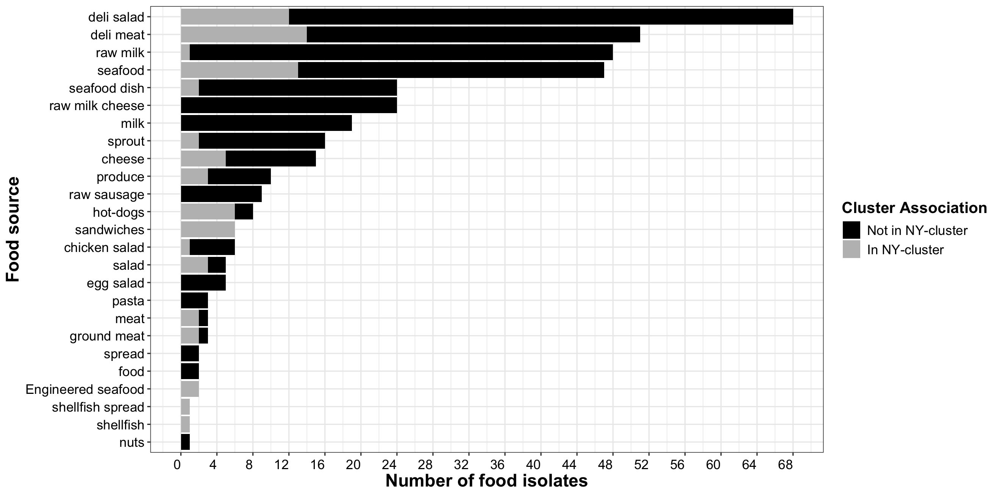 deli salad
deli meat
raw milk
seafood
seafood dish
raw milk cheese
milk
sprout
cheese
produce
raw sausage
hot-dogs
sandwiches
chicken salad
salad
egg salad
pasta
meat
ground meat
spread
food
Engineered seafood
shellfish spread
shellfish
nuts
Food source
0 4 8 12 16 20 24 28 32 36 40 44 48 52 56 60 64 68
Number of food isolates
Cluster Association
Not in NY-cluster
In NY-cluster